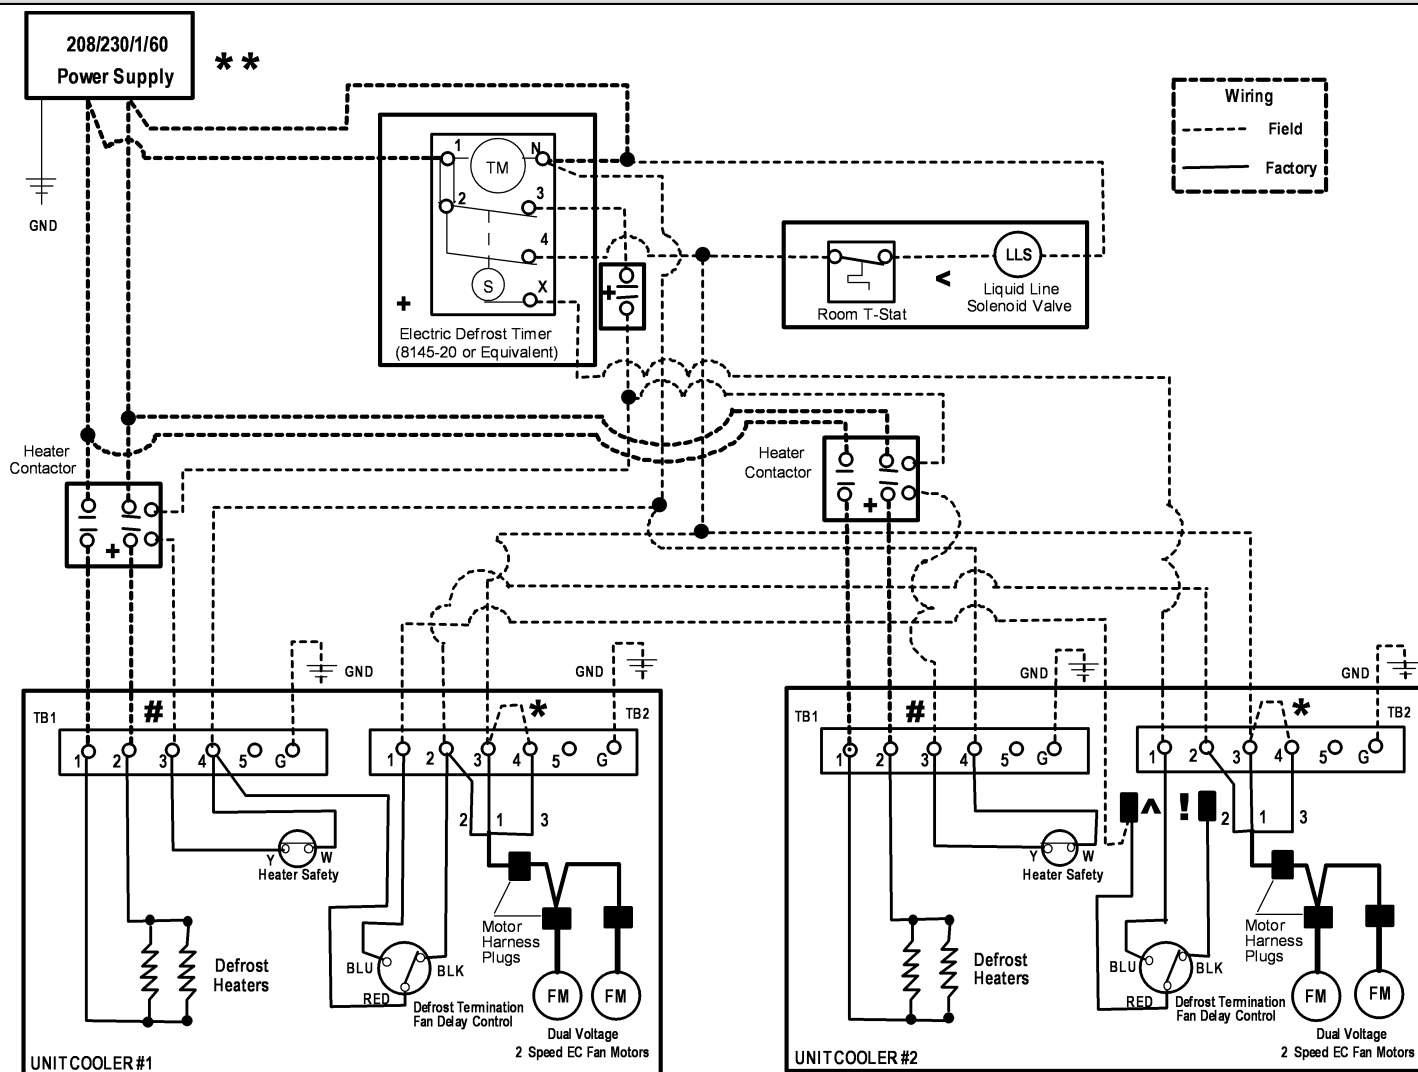 208/230/1/60
Power Supply
**
GND
Wiring
Field
Factory
1
TM
N
2
3
4
S
X
+
Electric Defrost Timer
(8145-20 or Equivalent)
+
Room T-Stat
<
LLS
Liquid Line
Solenoid Valve
Heater
Contactor
+
Heater
Contactor
+
GND
GND
GND
GND
TB1
#
1
2
3
4
5
G
*
TB2
1
2
3
4
5
G
2
1
3
Y
W
Heater Safety
Defrost
Heaters
BLU
BLK
RED
Defrost Termination
Fan Delay Control
Motor
Harness
Plugs
FM
FM
Dual Voltage
2 Speed EC Fan Motors
UNIT COOLER #1
TB1
#
1
2
3
4
5
G
*
TB2
1
2
3
4
5
G
^
!
2
1
3
Y
W
Heater Safety
Defrost
Heaters
BLU
BLK
RED
Defrost Termination
Fan Delay Control
Motor
Harness
Plugs
FM
FM
Dual Voltage
2 Speed EC Fan Motors
UNIT COOLER #2